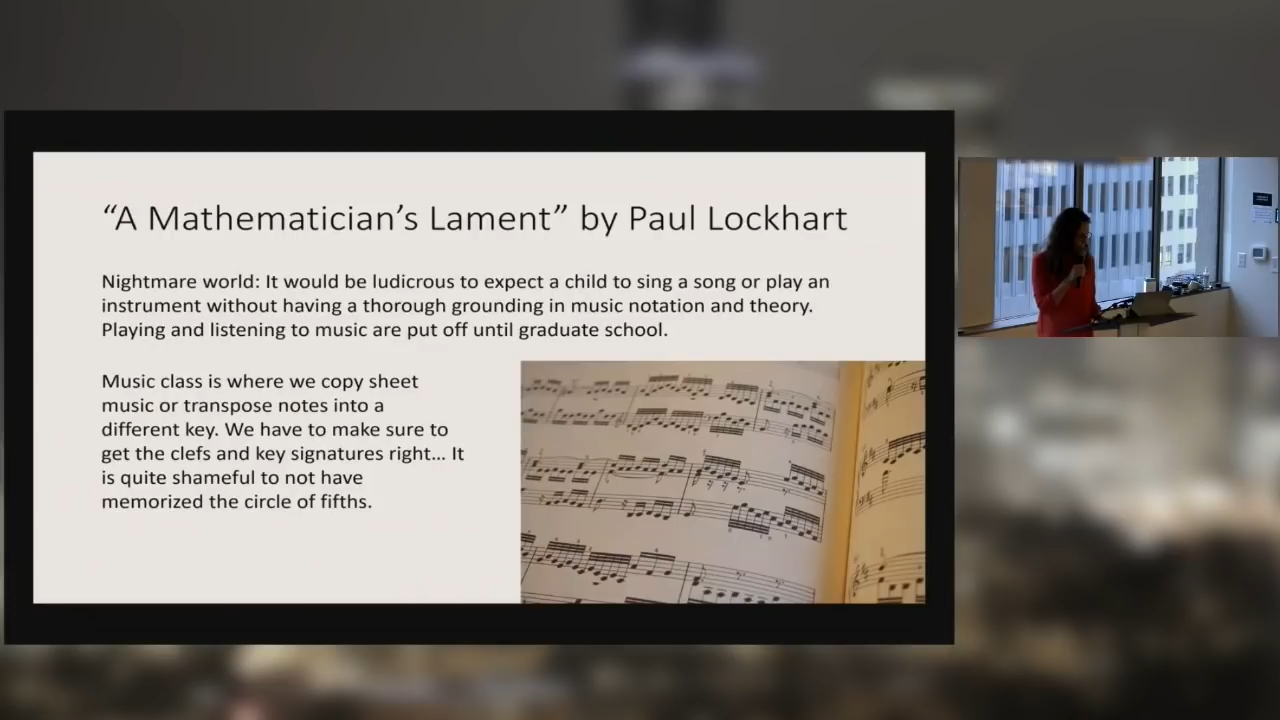 “A Mathematician’s Lament” by Paul Lockhart
Nightmare world: It would be ludicrous to expect a child to sing a song or play an
instrument without having a thorough grounding in music notation and theory.
Playing and listening to music are put off until graduate school.
Music class is where we copy sheet
music or transpose notes into a
different key. We have to make sure to
get the clefs and key signatures right... It
is quite shameful to not have
memorized the circle of fifths.